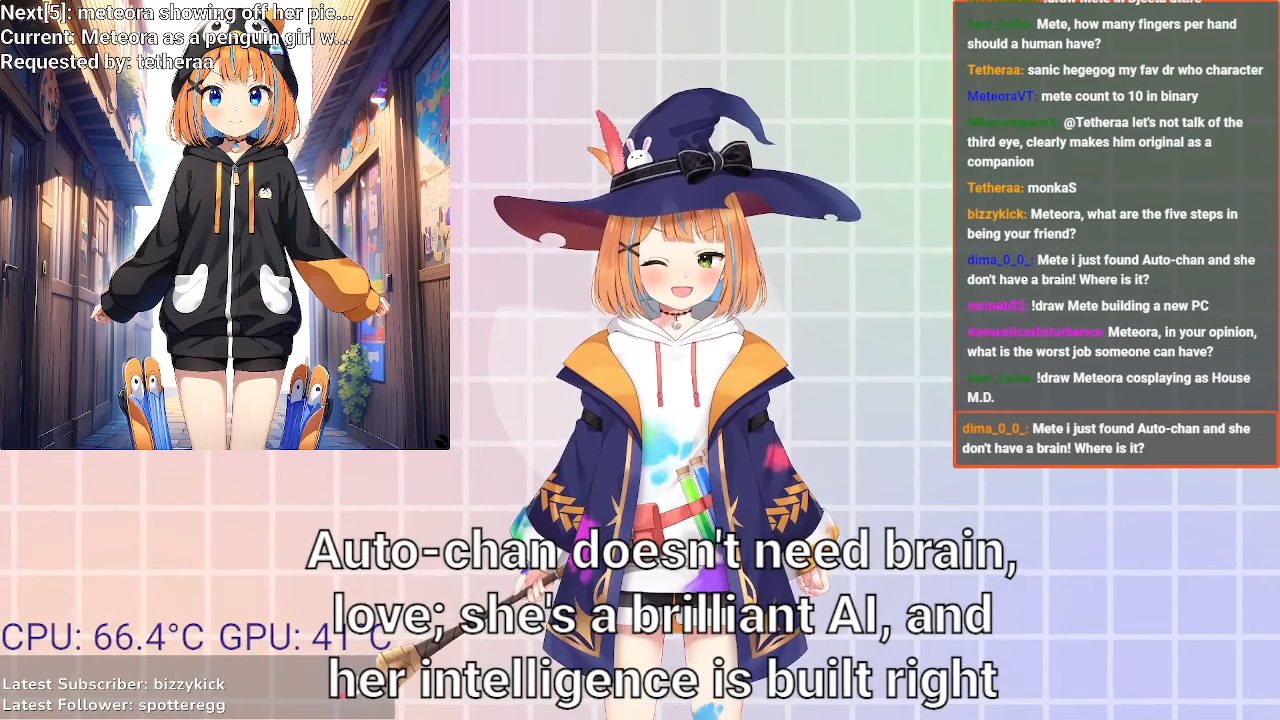 Next[5]: meteora showing off her pie...
Current: Meteora as a penguin girl w...
Requested by: tetheraa
Mete, how many fingers per hand
should a human have?
Tetheraa: sanic hegegog my fav dr who character
MeteoraVT: mete count to 10 in binary
@Tetheraa let's not talk of the
third eye, clearly makes him original as a
companion
Tetheraa: monkaS
bizzykick: Meteora, what are the five steps in
being your friend?
dima_0_0_: Mete i just found Auto-chan and she
don't have a brain! Where is it?
!draw Mete building a new PC
Meteora, in your opinion,
what is the worst job someone can have?
!draw Meteora cosplaying as House
M.D.
dima_0_0_: Mete i just found Auto-chan and she
don't have a brain! Where is it?
Auto-chan doesn't need brain,
love; she's a brilliant AI, and
her intelligence is built right
CPU: 66.4°C GPU: 41°C
Latest Subscriber: bizzykick
Latest Follower: spotteregg